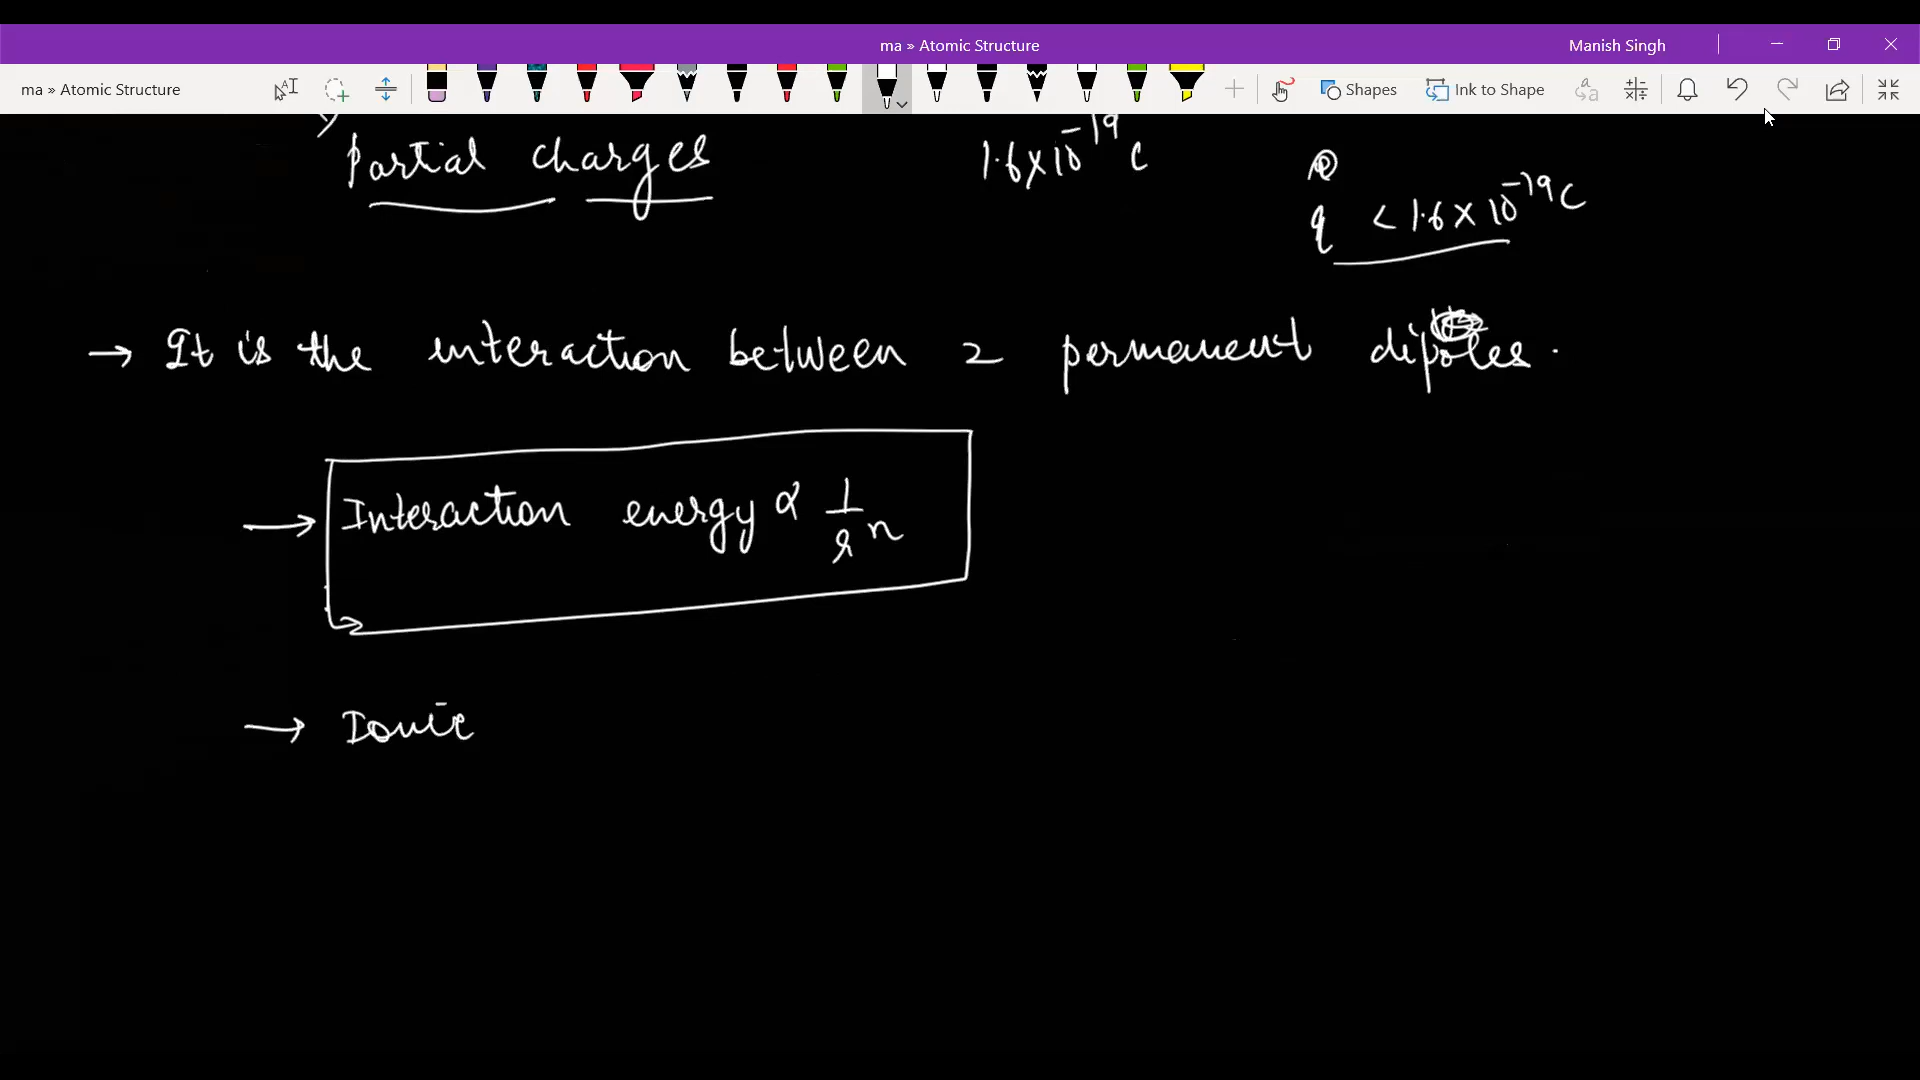 ma » Atomic Structure
Manish Singh
ma » Atomic Structure
Shapes
Ink to Shape
Partial charges
1.6×10⁻¹⁹ C
q < 1.6 × 10⁻¹⁹ C
→ It is the interaction between 2 permanent dipoles.
→ Interaction energy ∝ 1/rⁿ
→ Ionic